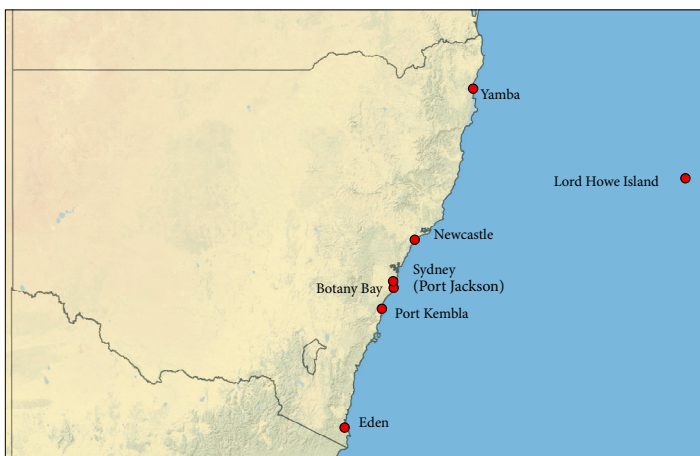 Yamba
Lord Howe Island
Newcastle
Sydney
(Port Jackson)
Botany Bay
Port Kembla
Eden